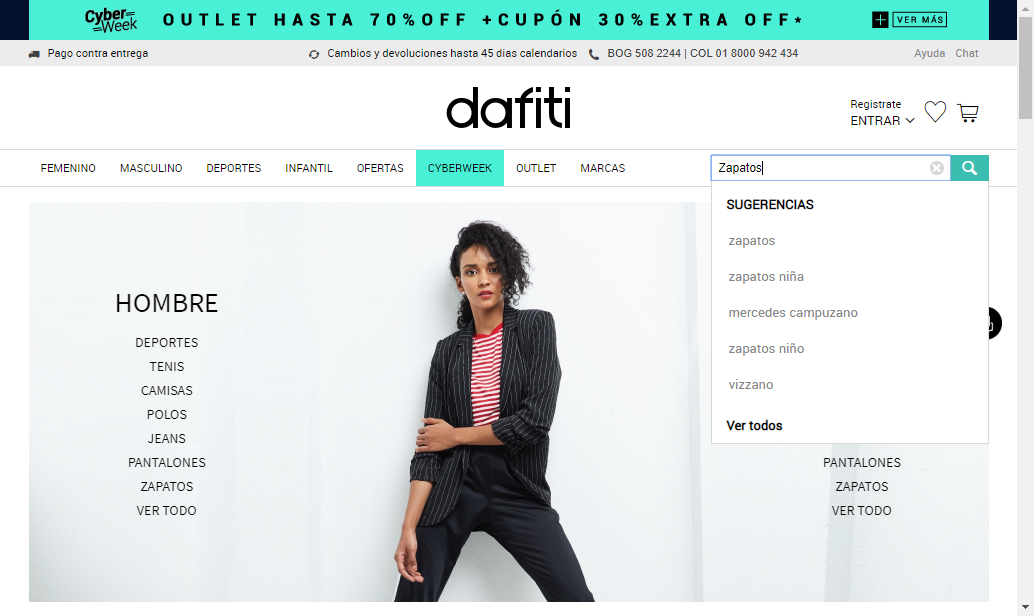 Cyber Week OUTLET HASTA 70%OFF +CUPÓN 30%EXTRA OFF* + VER MÁS
Pago contra entrega Cambios y devoluciones hasta 45 dias calendarios BOG 508 2244 | COL 01 8000 942 434 Ayuda Chat
dafiti
Registrate
ENTRAR
FEMENINO MASCULINO DEPORTES INFANTIL OFERTAS CYBERWEEK OUTLET MARCAS Zapatos
SUGERENCIAS
zapatos
zapatos niña
mercedes campuzano
zapatos niño
vizzano
Ver todos
HOMBRE
DEPORTES
TENIS
CAMISAS
POLOS
JEANS
PANTALONES
ZAPATOS
VER TODO
PANTALONES
ZAPATOS
VER TODO